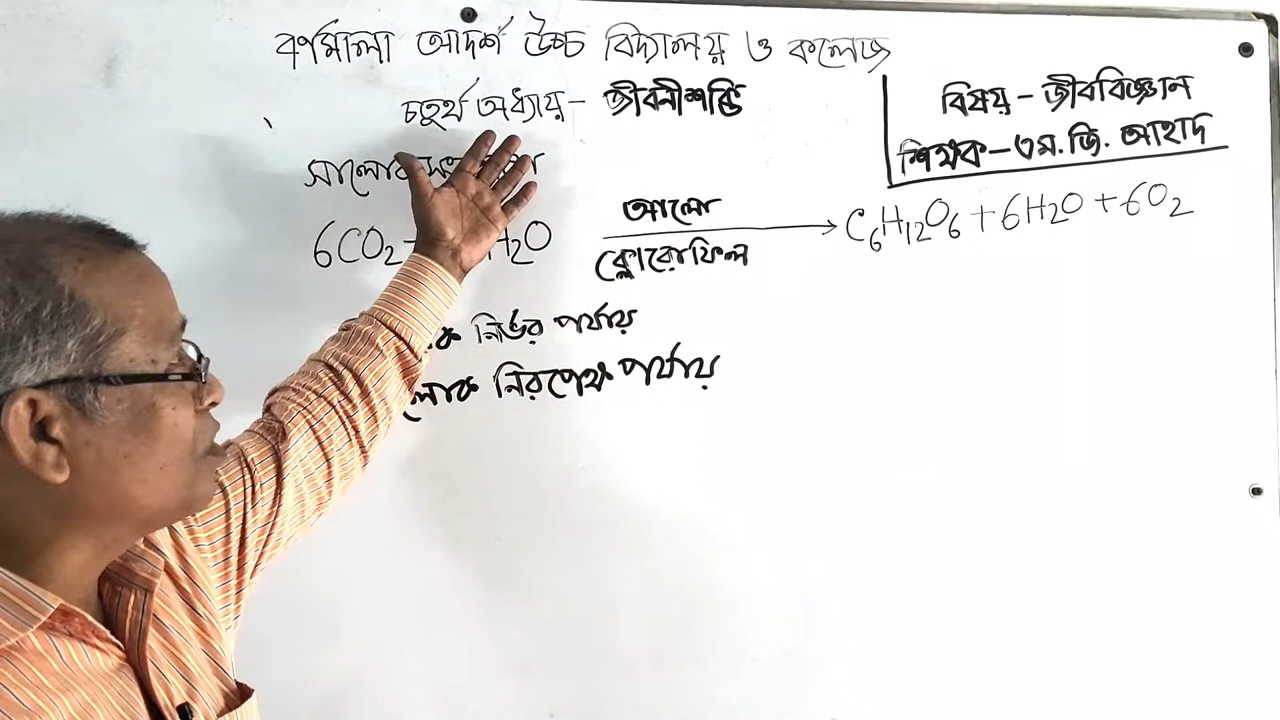 বর্ণমালা আদর্শ উচ্চ বিদ্যালয় ও কলেজ
চতুর্থ অধ্যায় - জীবনীশক্তি
বিষয় - জীববিজ্ঞান
শিক্ষক - এম. জি. আহাদ
6CO2 H2O
আলো
ক্লোরোফিল
C6H12O6 + 6H2O + 6O2
নির্ভর পর্যায়
নিরপেক্ষ পর্যায়